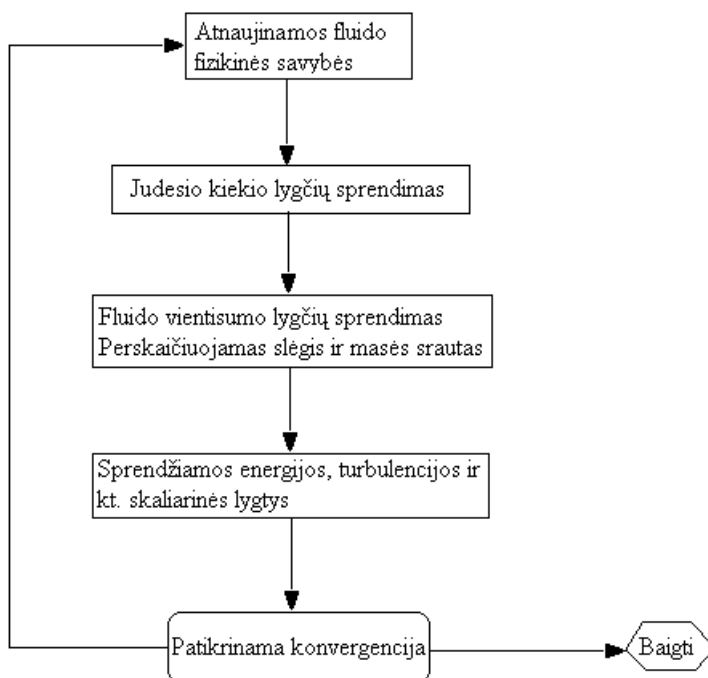 Atnaujinamos fluido
fizikinės savybės
Judesio kiekio lygčių sprendimas
Fluido vientisumo lygčių sprendimas
Perskaičiuojamas slėgis ir masės srautas
Sprendžiamos energijos, turbulencijos ir
kt. skaliarinės lygtys
Patikrinama konvergencija
Baigti